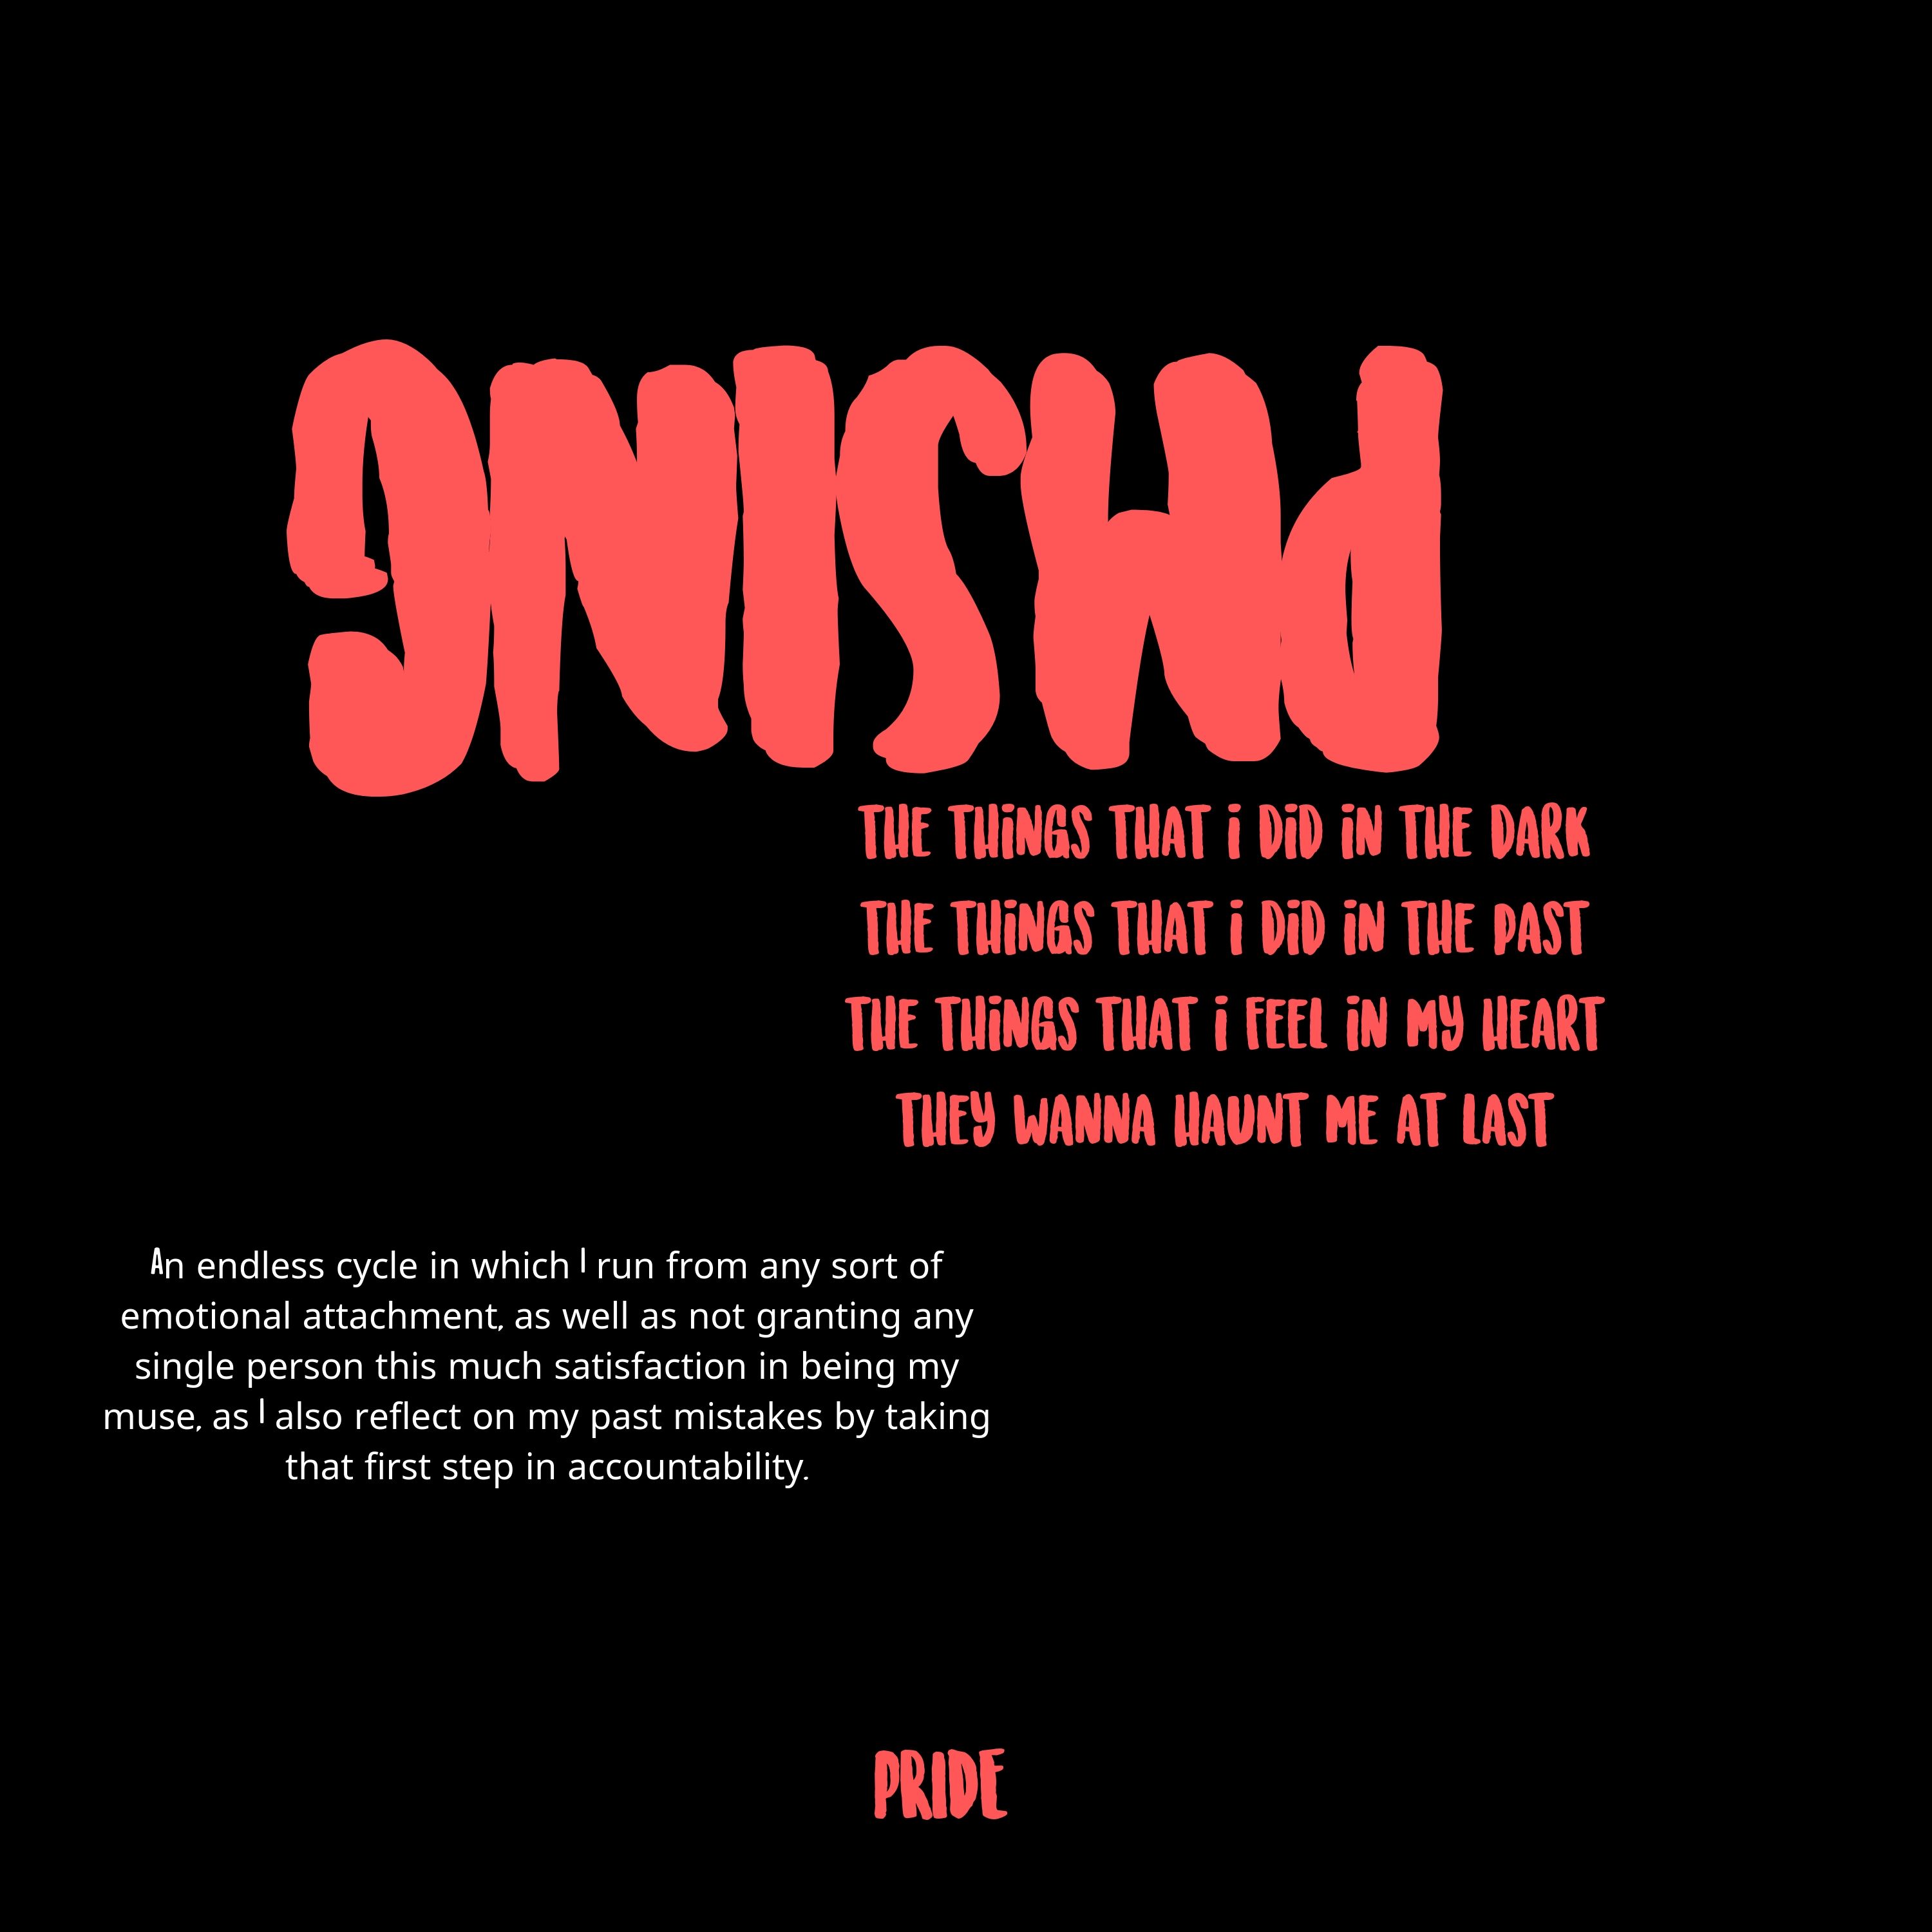 THE THiNGS THAT i DiD iN THE DARK
THE THiNGS THAT i DiD iN THE PAST
THE THiNGS THAT i FEEL iN MY HEART
THEY WANNA HAUNT ME AT LAST
An endless cycle in which I run from any sort of
emotional attachment, as well as not granting any
single person this much satisfaction in being my
muse, as I also reflect on my past mistakes by taking
that first step in accountability.
PRIDE